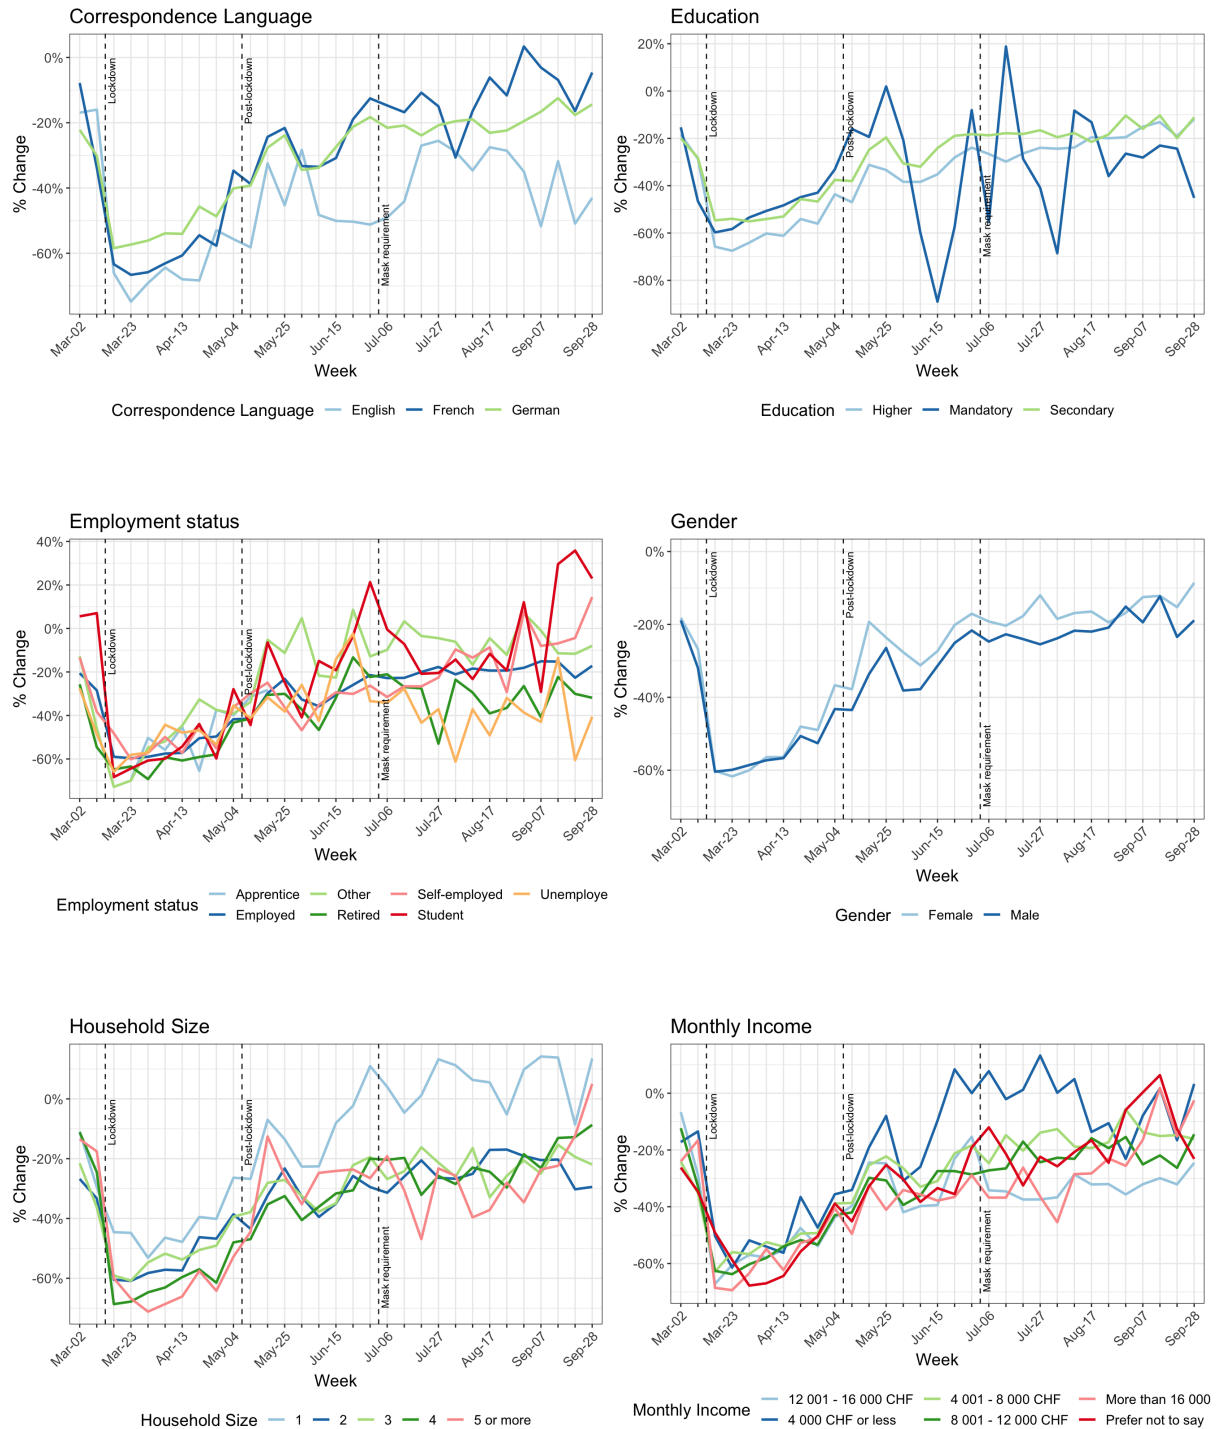 Correspondence Language
0%
-20%
-40%
-60%
% Change
Lockdown
Post-lockdown
Mask requirement
Mar-02
Mar-23
Apr-13
May-04
May-25
Jun-15
Jul-06
Jul-27
Aug-17
Sep-07
Sep-28
Week
Correspondence Language English French German
Education
20%
0%
-20%
-40%
-60%
-80%
% Change
Lockdown
Post-lockdown
Mask requirement
Mar-02
Mar-23
Apr-13
May-04
May-25
Jun-15
Jul-06
Jul-27
Aug-17
Sep-07
Sep-28
Week
Education Higher Mandatory Secondary
Employment status
40%
20%
0%
-20%
-40%
-60%
% Change
Lockdown
Post-lockdown
Mask requirement
Mar-02
Mar-23
Apr-13
May-04
May-25
Jun-15
Jul-06
Jul-27
Aug-17
Sep-07
Sep-28
Week
Employment status
Apprentice Other Self-employed Unemploye
Employed Retired Student
Gender
0%
-20%
-40%
-60%
% Change
Lockdown
Post-lockdown
Mask requirement
Mar-02
Mar-23
Apr-13
May-04
May-25
Jun-15
Jul-06
Jul-27
Aug-17
Sep-07
Sep-28
Week
Gender Female Male
Household Size
0%
-20%
-40%
-60%
% Change
Lockdown
Post-lockdown
Mask requirement
Mar-02
Mar-23
Apr-13
May-04
May-25
Jun-15
Jul-06
Jul-27
Aug-17
Sep-07
Sep-28
Week
Household Size 1 2 3 4 5 or more
Monthly Income
0%
-20%
-40%
-60%
% Change
Lockdown
Post-lockdown
Mask requirement
Mar-02
Mar-23
Apr-13
May-04
May-25
Jun-15
Jul-06
Jul-27
Aug-17
Sep-07
Sep-28
Week
Monthly Income
12 001 - 16 000 CHF 4 001 - 8 000 CHF More than 16 000
4 000 CHF or less 8 001 - 12 000 CHF Prefer not to say